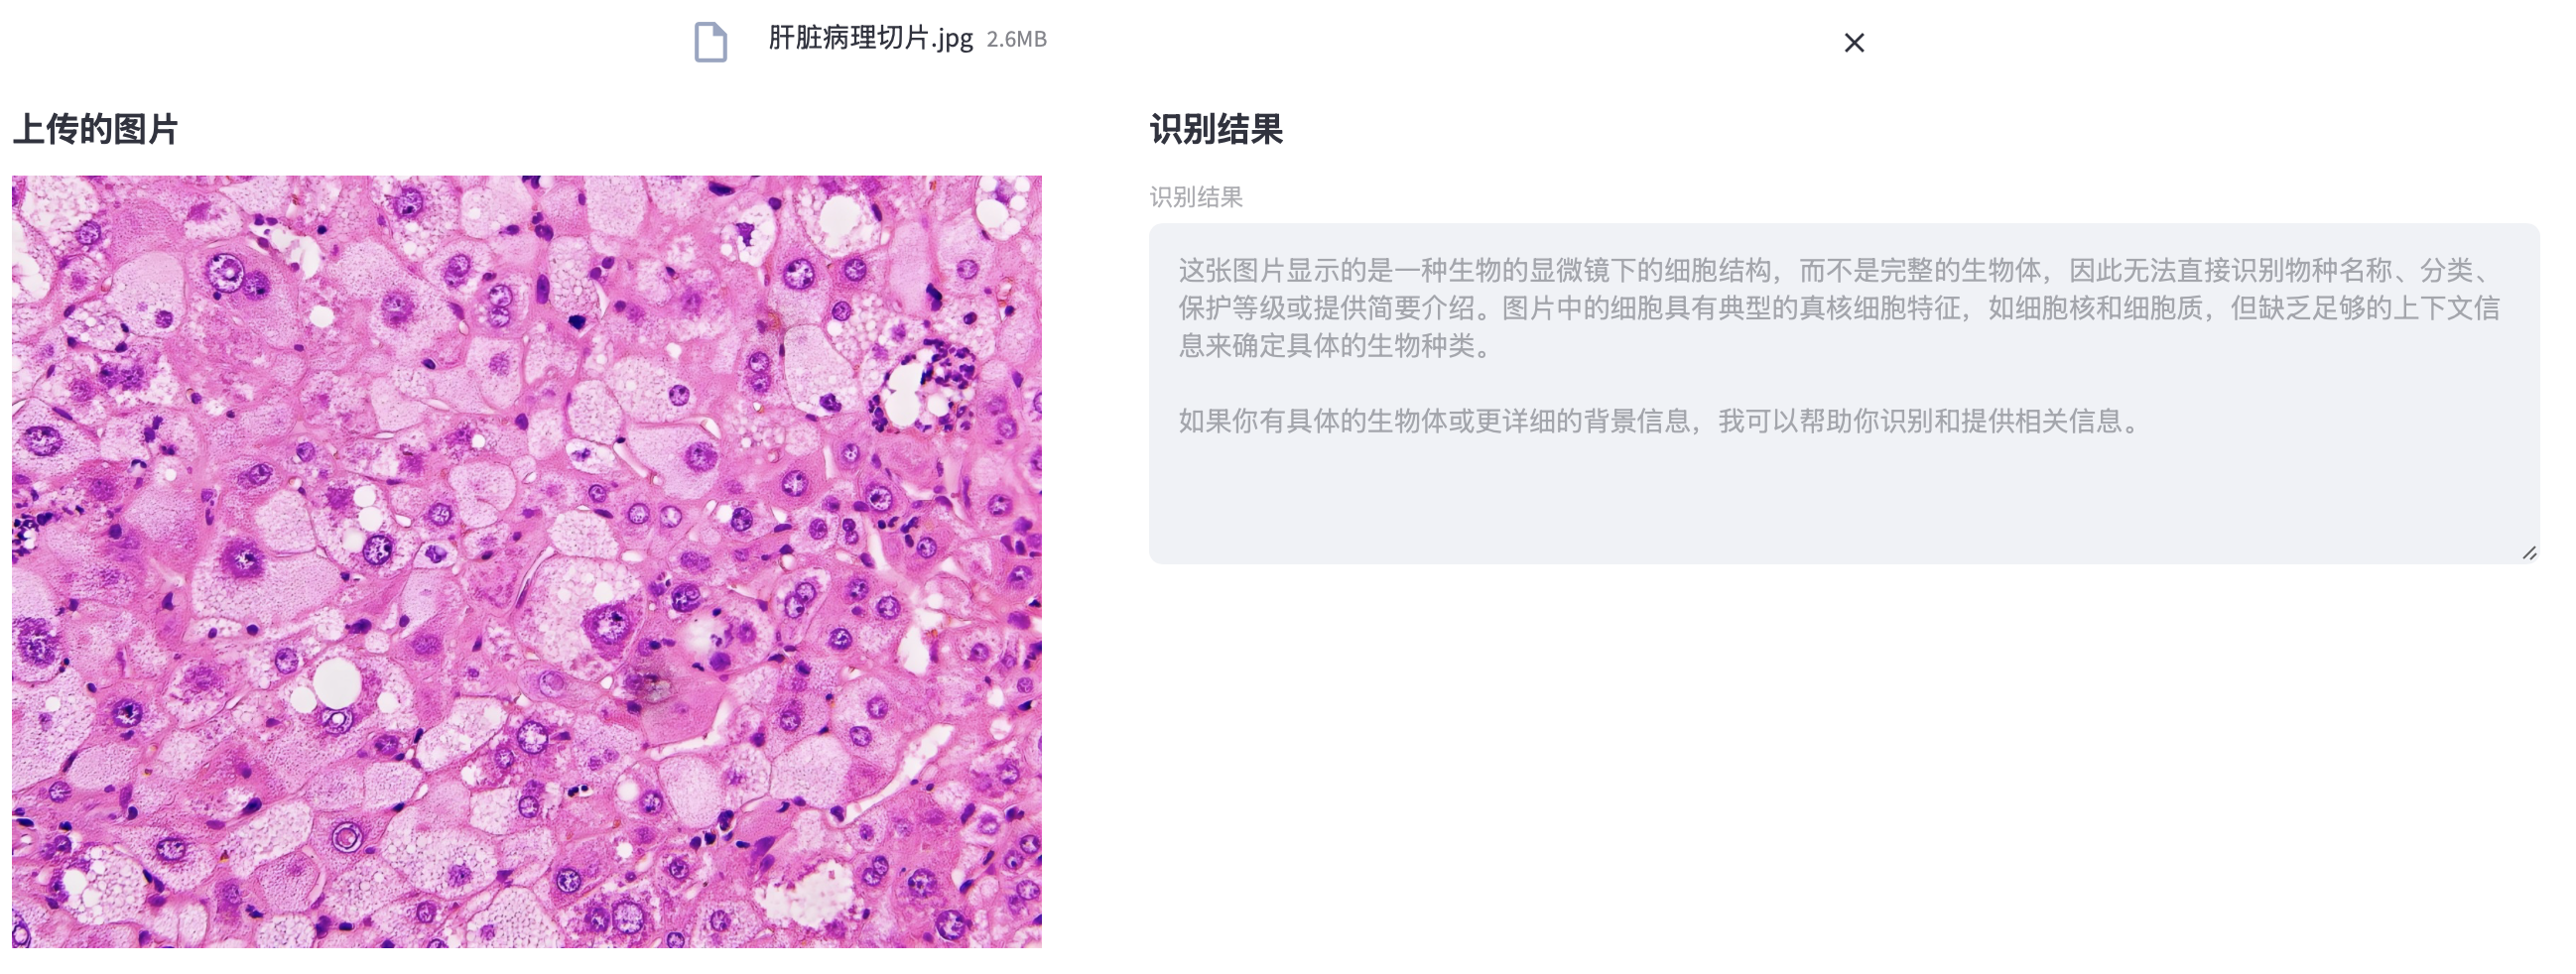 肝脏病理切片.jpg 2.6MB
上传的图片
识别结果
识别结果
这张图片显示的是一种生物的显微镜下的细胞结构，而不是完整的生物体，因此无法直接识别物种名称、分类、
保护等级或提供简要介绍。图片中的细胞具有典型的真核细胞特征，如细胞核和细胞质，但缺乏足够的上下文信
息来确定具体的生物种类。
如果你有具体的生物体或更详细的背景信息，我可以帮助你识别和提供相关信息。